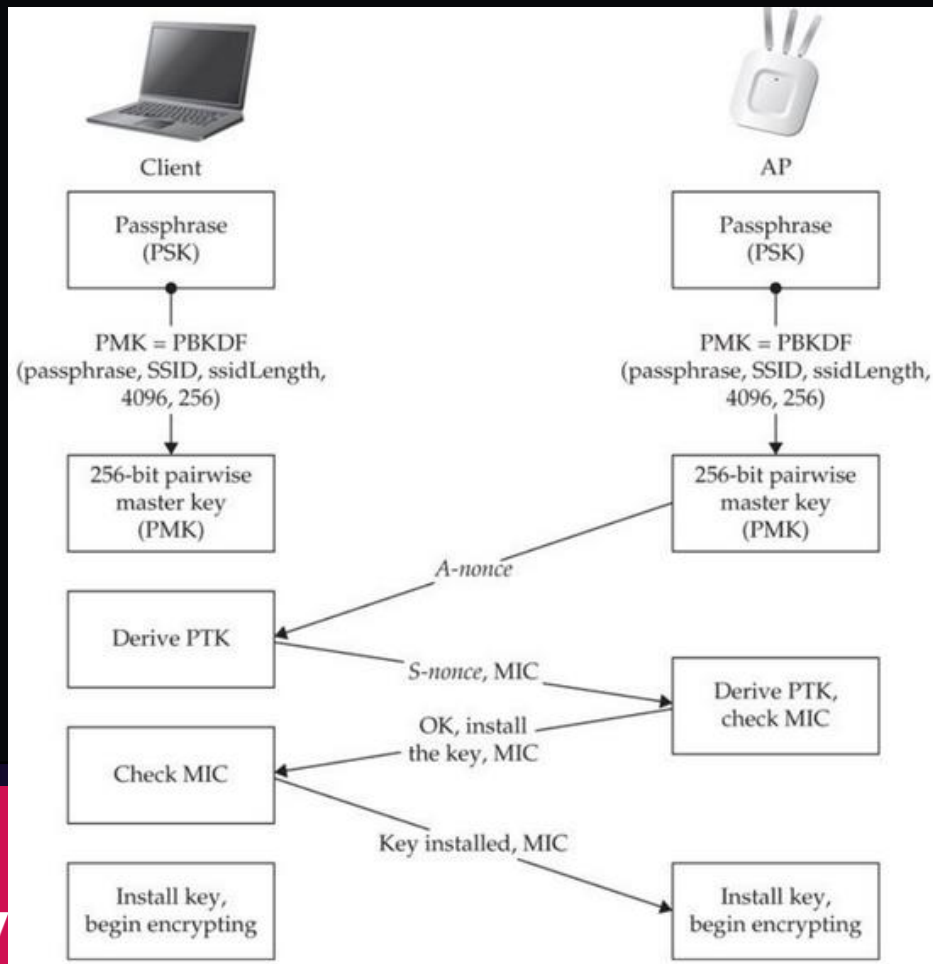 Client
AP
Passphrase
(PSK)
Passphrase
(PSK)
PMK = PBKDF
(passphrase, SSID, ssidLength,
4096, 256)
PMK = PBKDF
(passphrase, SSID, ssidLength,
4096, 256)
256-bit pairwise
master key
(PMK)
256-bit pairwise
master key
(PMK)
A-nonce
Derive PTK
S-nonce, MIC
Derive PTK,
check MIC
OK, install
the key, MIC
Check MIC
Key installed, MIC
Install key,
begin encrypting
Install key,
begin encrypting